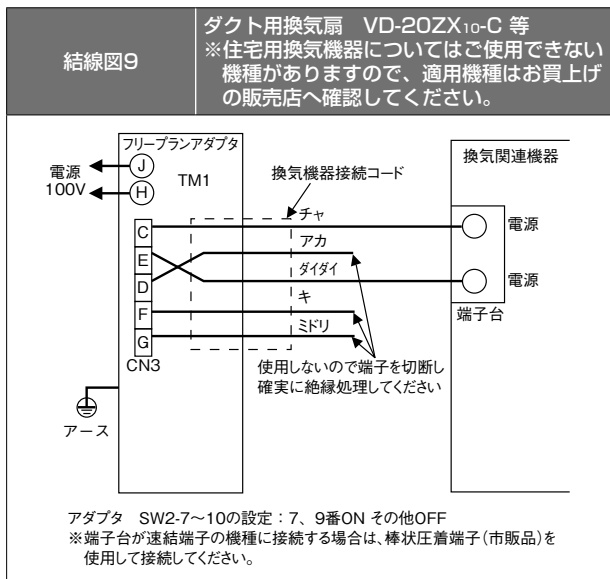 結線図9
ダクト用換気扇 VD-20ZX10-C 等
※住宅用換気機器についてはご使用できない
機種がありますので、適用機種はお買上げ
の販売店へ確認してください。
フリープランアダプタ
換気関連機器
電源
100V
J
H
TM1
換気機器接続コード
チャ
C
電源
アカ
E
ダイダイ
D
電源
キ
端子台
F
ミドリ
G
CN3
使用しないので端子を切断し
確実に絶縁処理してください
アース
アダプタ SW2-7～10の設定：7、9番ON その他OFF
※端子台が速結端子の機種に接続する場合は、棒状圧着端子（市販品）を
使用して接続してください。